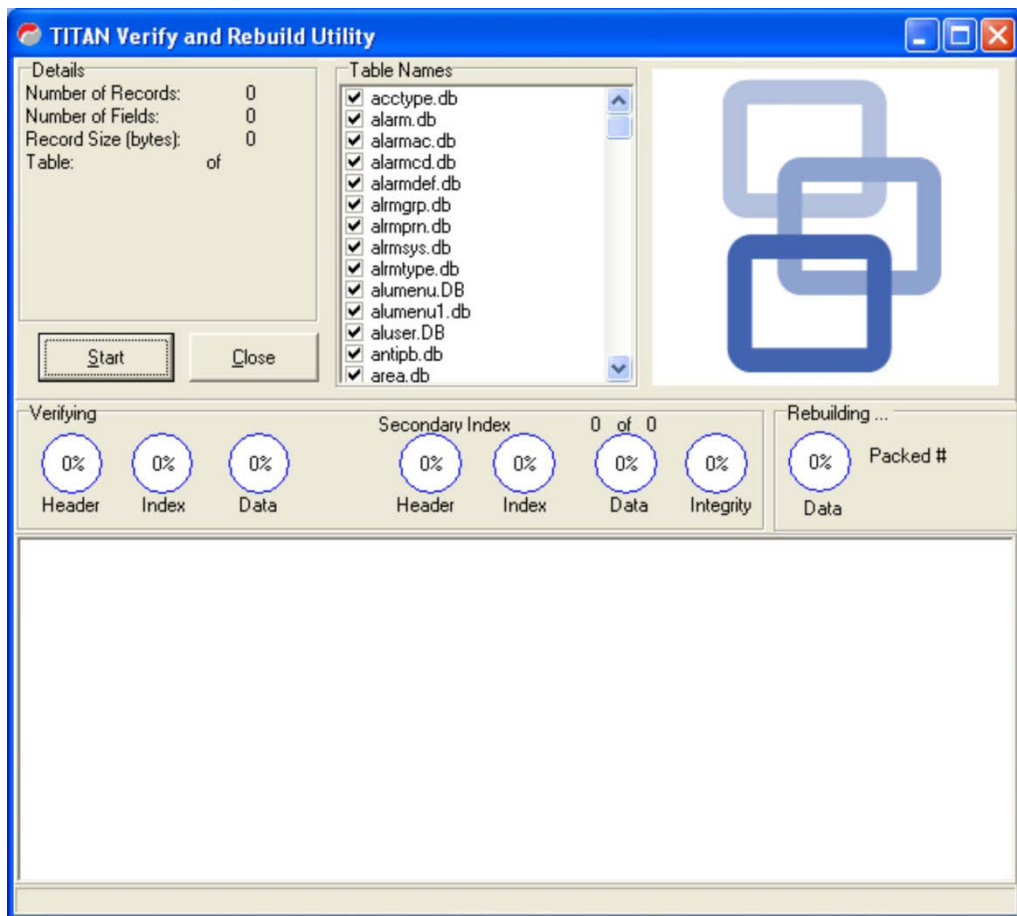 TITAN Verify and Rebuild Utility
Details
Number of Records: 0
Number of Fields: 0
Record Size (bytes): 0
Table: of
Start
Close
Table Names
acctype.db
alarm.db
alarmac.db
alarmcd.db
alarmdef.db
alrmgrp.db
alrmprn.db
alrmsys.db
alrmtype.db
alumenu.DB
alumenu1.db
aluser.DB
antipb.db
area.db
Verifying
0% 0% 0%
Header Index Data
Secondary Index 0 of 0
0% 0% 0% 0%
Header Index Data Integrity
Rebuilding ...
0% Packed #
Data